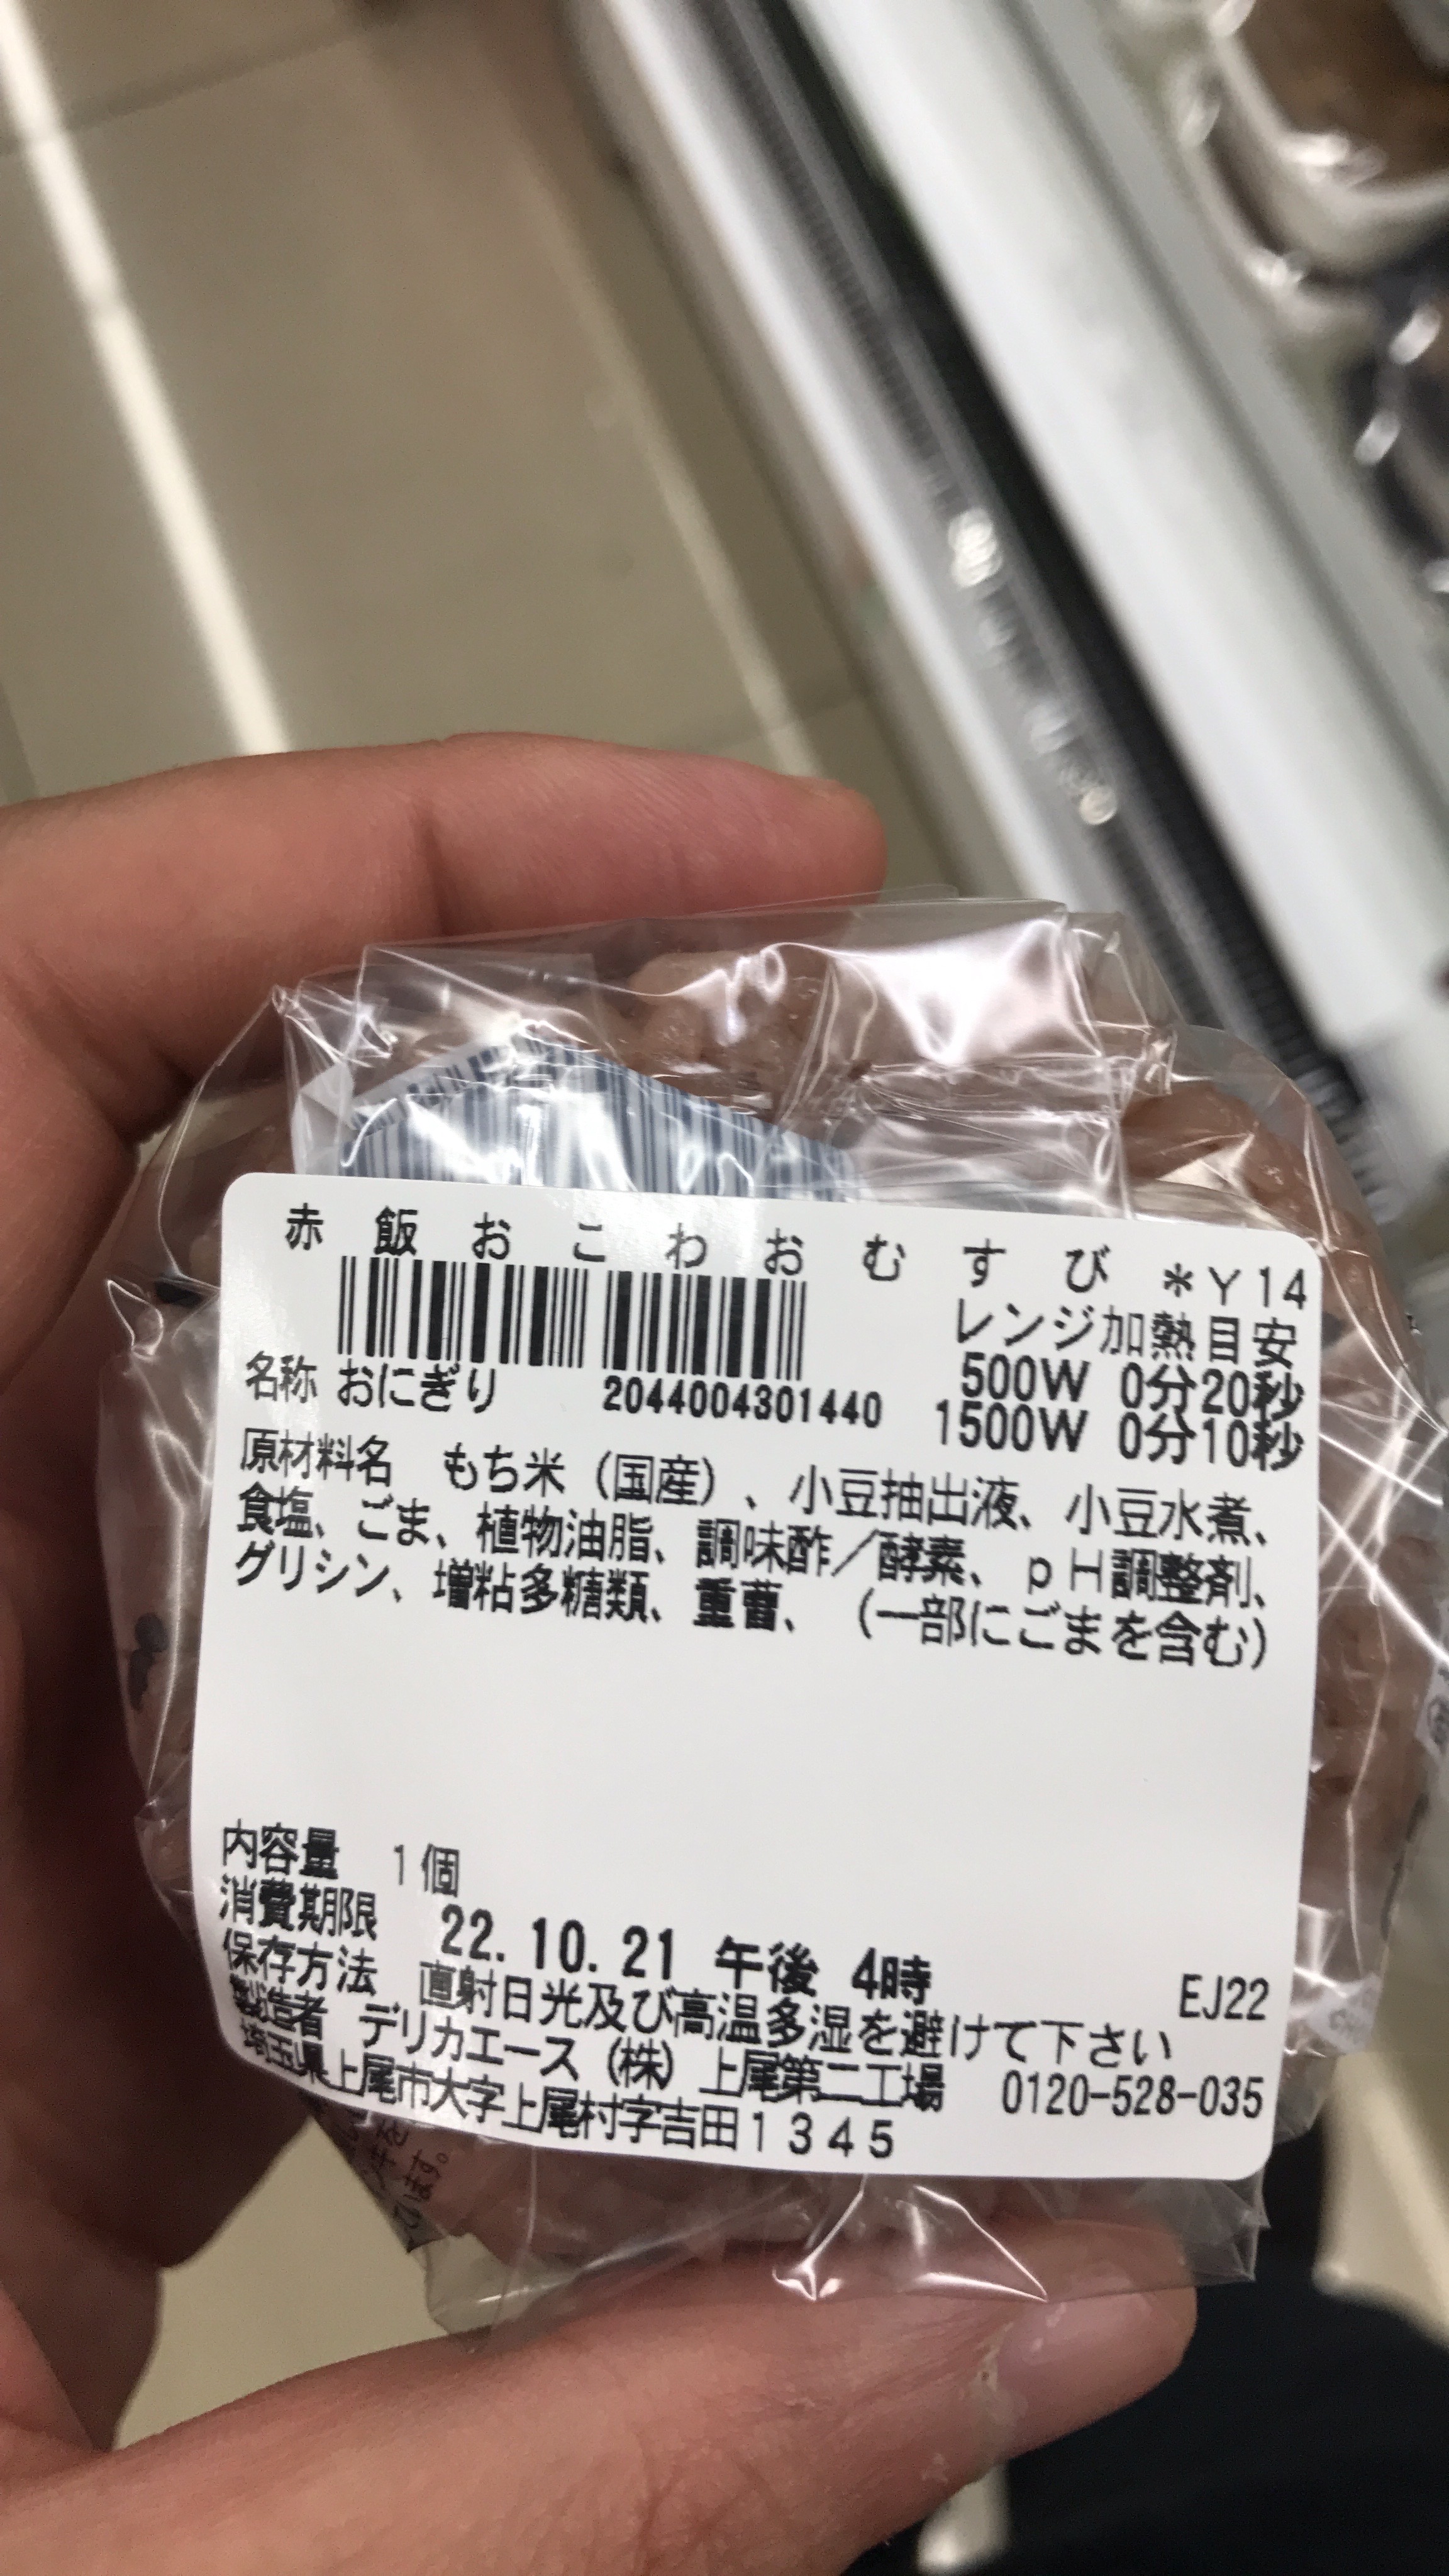 赤飯おこわおむすび *Y14
レンジ加熱目安
500W 0分20秒
1500W 0分10秒
名称 おにぎり
2044004301440
原材料名 もち米（国産）、小豆抽出液、小豆水煮、
食塩、ごま、植物油脂、調味酢／酵素、ｐＨ調整剤、
グリシン、増粘多糖類、重曹、（一部にごまを含む）
内容量 1個
消費期限 22.10.21 午後 4時 EJ22
保存方法 直射日光及び高温多湿を避けて下さい
製造者 デリカエース（株）上尾第二工場 0120-528-035
埼玉県上尾市大字上尾村字吉田１３４５